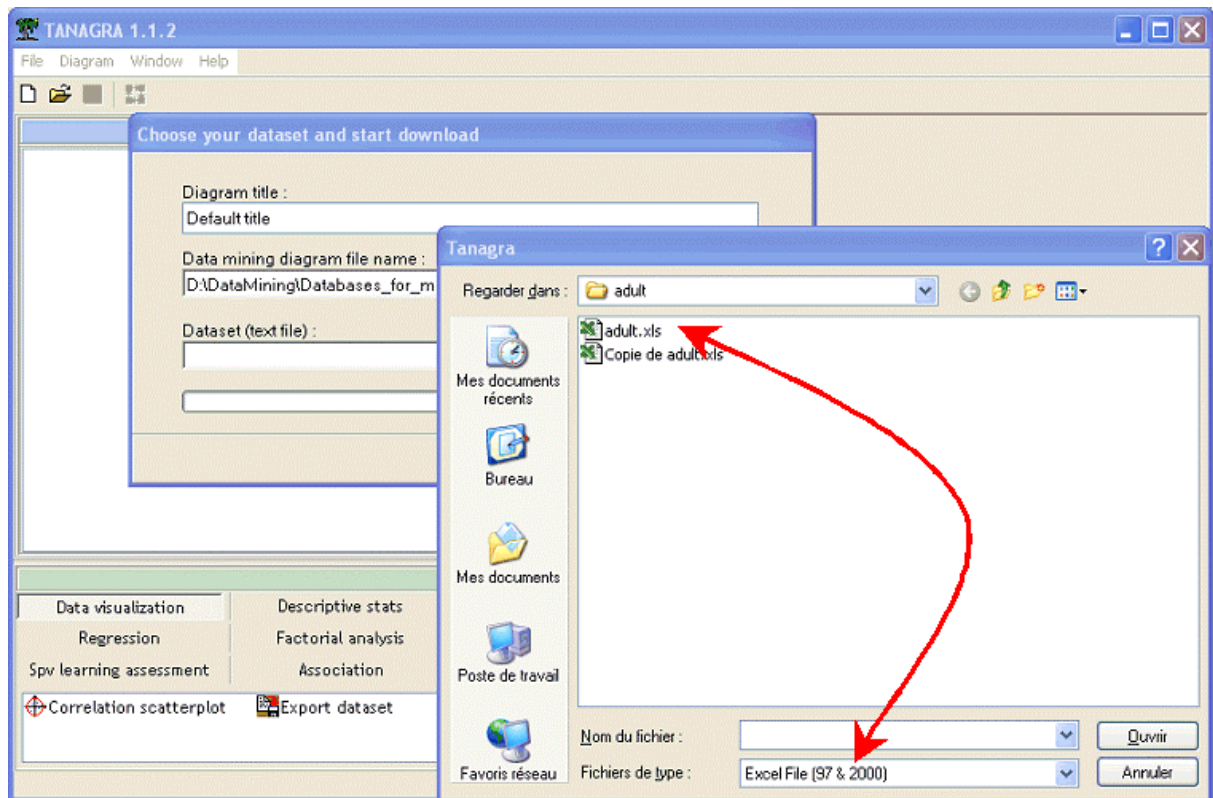 TANAGRA 1.1.2
File Diagram Window Help
Choose your dataset and start download
Diagram title :
Default title
Data mining diagram file name :
D:\DataMining\Databases_for_m
Dataset (text file) :
Tanagra
Regarder dans :
adult
adult.xls
Copie de adult.xls
Mes documents
récents
Bureau
Mes documents
Poste de travail
Favoris réseau
Nom du fichier :
Ouvrir
Fichiers de type :
Excel File (97 & 2000)
Annuler
Data visualization
Descriptive stats
Regression
Factorial analysis
Spv learning assessment
Association
Correlation scatterplot
Export dataset